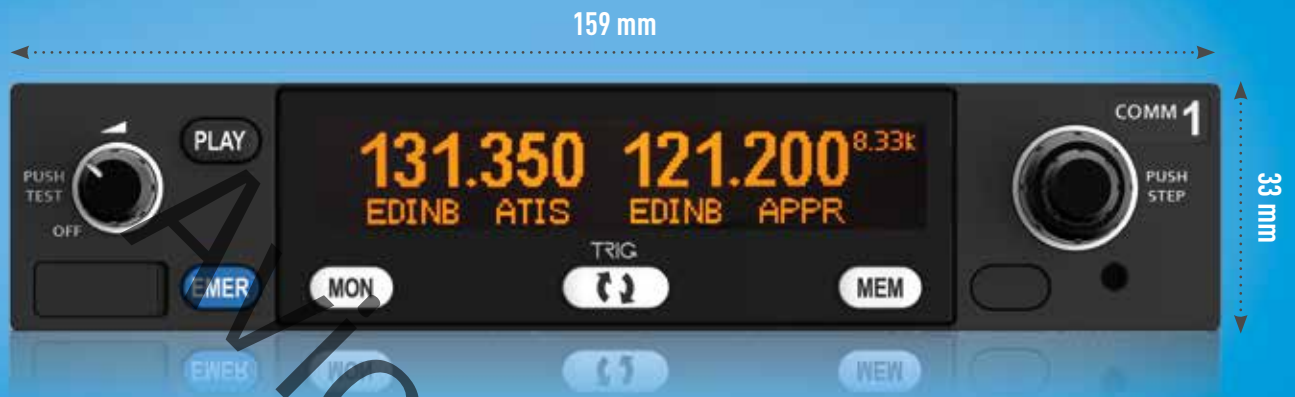 159 mm
COMM 1
PLAY
131.350 121.200 8.33k
PUSH
TEST
PUSH
STEP
33 mm
EDINB ATIS EDINB APPR
OFF
TRIG
EMER
MON
MEM